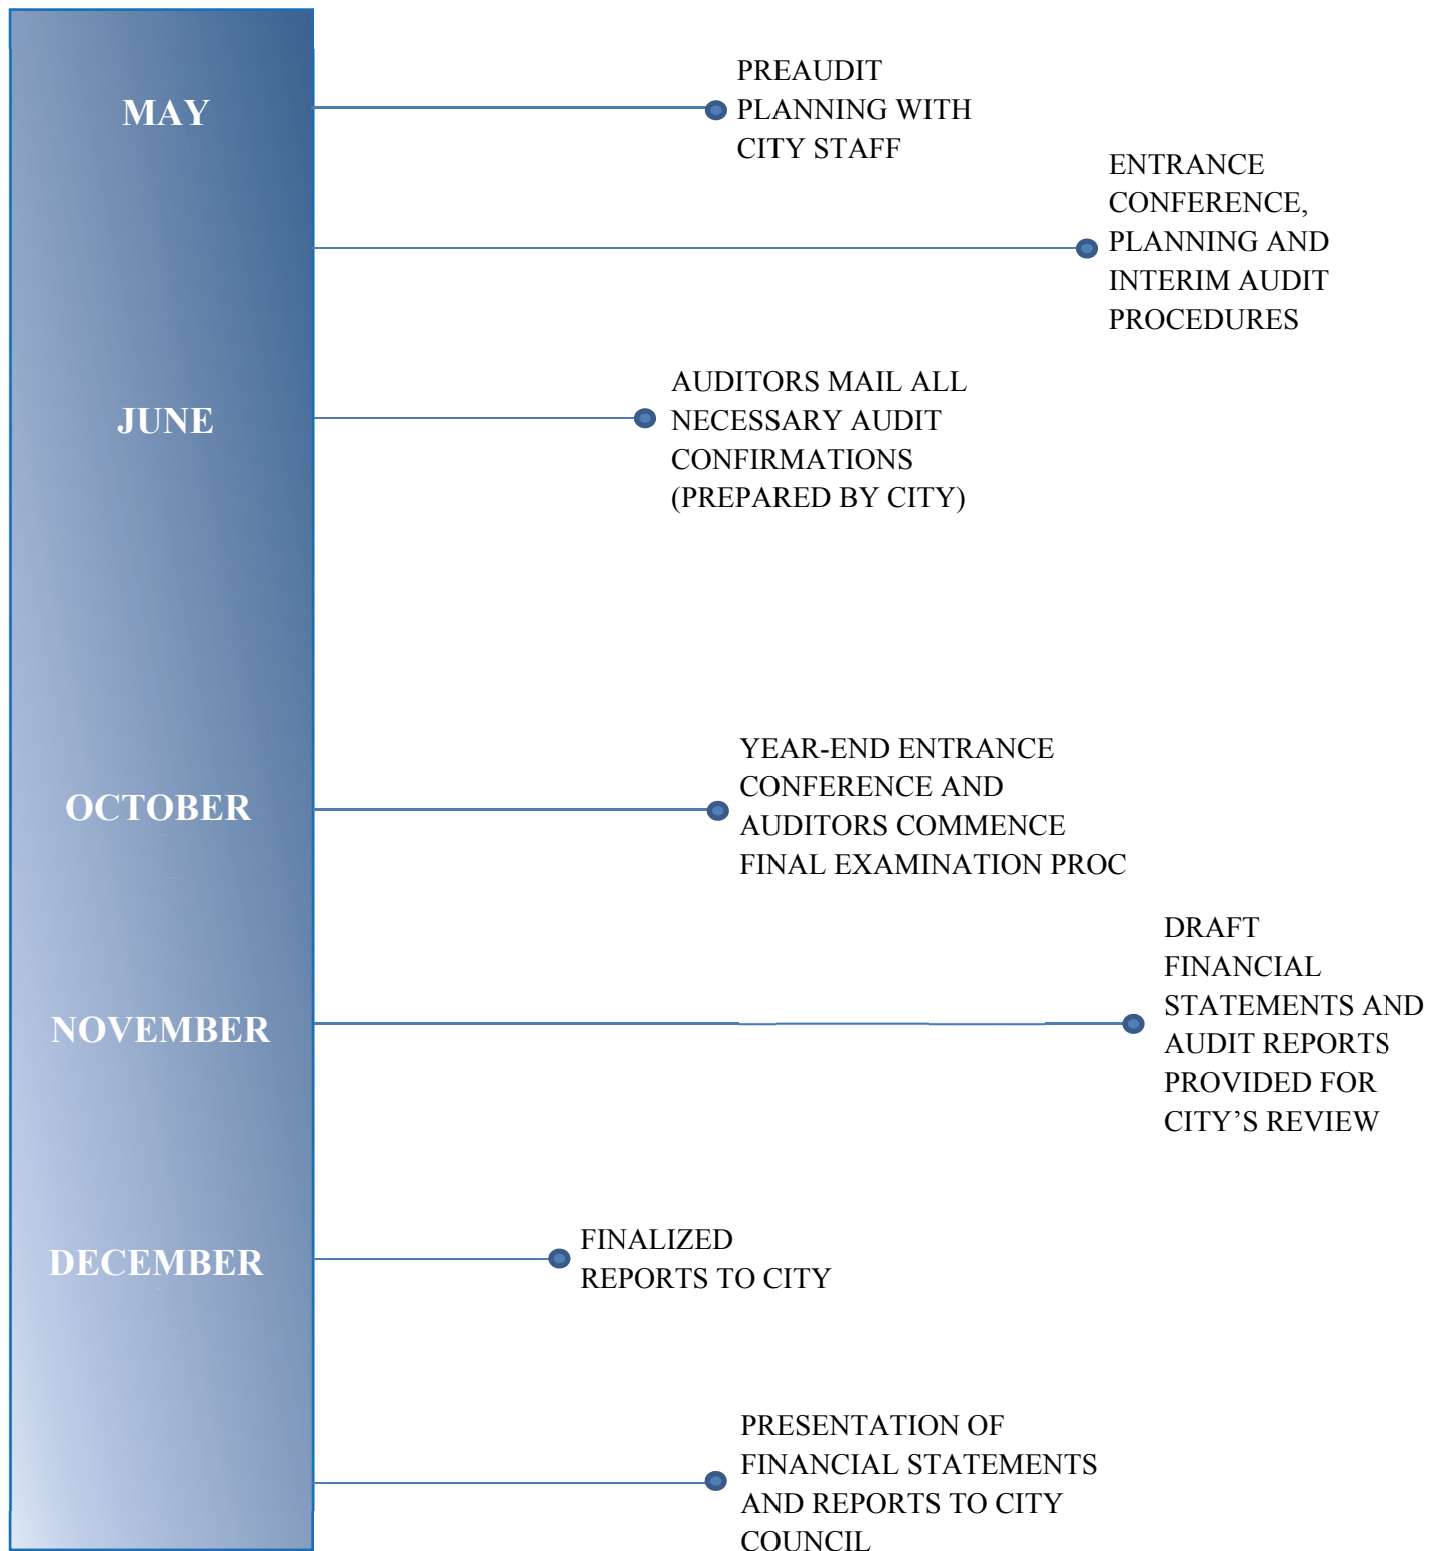 MAY
PREAUDIT
PLANNING WITH
CITY STAFF
ENTRANCE
CONFERENCE,
PLANNING AND
INTERIM AUDIT
PROCEDURES
JUNE
AUDITORS MAIL ALL
NECESSARY AUDIT
CONFIRMATIONS
(PREPARED BY CITY)
OCTOBER
YEAR-END ENTRANCE
CONFERENCE AND
AUDITORS COMMENCE
FINAL EXAMINATION PROC
NOVEMBER
DRAFT
FINANCIAL
STATEMENTS AND
AUDIT REPORTS
PROVIDED FOR
CITY’S REVIEW
DECEMBER
FINALIZED
REPORTS TO CITY
PRESENTATION OF
FINANCIAL STATEMENTS
AND REPORTS TO CITY
COUNCIL